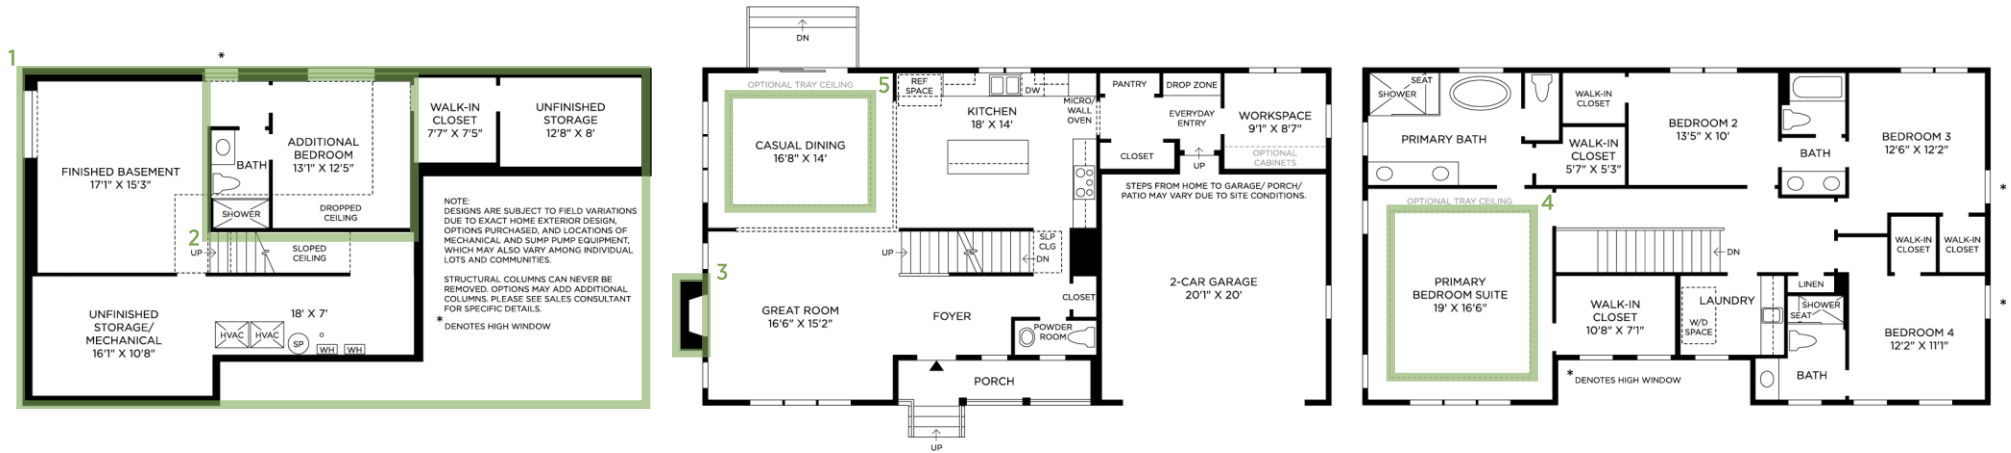 1
*
FINISHED BASEMENT
17'1" X 15'3"
BATH
SHOWER
ADDITIONAL
BEDROOM
13'1" X 12'5"
DROPPED
CEILING
WALK-IN
CLOSET
7'7" X 7'5"
UNFINISHED
STORAGE
12'8" X 8'
2
UP
SLOPED
CEILING
UNFINISHED
STORAGE/
MECHANICAL
16'1" X 10'8"
18' X 7'
HVAC
HVAC
SP
WH
WH
NOTE:
DESIGNS ARE SUBJECT TO FIELD VARIATIONS
DUE TO EXACT HOME EXTERIOR DESIGN,
OPTIONS PURCHASED, AND LOCATIONS OF
MECHANICAL AND SUMP PUMP EQUIPMENT,
WHICH MAY ALSO VARY AMONG INDIVIDUAL
LOTS AND COMMUNITIES.
STRUCTURAL COLUMNS CAN NEVER BE
REMOVED. OPTIONS MAY ADD ADDITIONAL
COLUMNS. PLEASE SEE SALES CONSULTANT
FOR SPECIFIC DETAILS.
* DENOTES HIGH WINDOW
DN
OPTIONAL TRAY CEILING
5
CASUAL DINING
16'8" X 14'
REF
SPACE
DW
KITCHEN
18' X 14'
MICRO/
WALL
OVEN
PANTRY
DROP ZONE
EVERYDAY
ENTRY
CLOSET
UP
WORKSPACE
9'1" X 8'7"
OPTIONAL
CABINETS
STEPS FROM HOME TO GARAGE/ PORCH/
PATIO MAY VARY DUE TO SITE CONDITIONS.
UP
DN
SLP
CLG
3
GREAT ROOM
16'6" X 15'2"
FOYER
CLOSET
POWDER
ROOM
2-CAR GARAGE
20'1" X 20'
PORCH
UP
SEAT
SHOWER
PRIMARY BATH
WALK-IN
CLOSET
WALK-IN
CLOSET
5'7" X 5'3"
BEDROOM 2
13'5" X 10'
BATH
BEDROOM 3
12'6" X 12'2"
*
OPTIONAL TRAY CEILING
4
PRIMARY
BEDROOM SUITE
19' X 16'6"
DN
WALK-IN
CLOSET
WALK-IN
CLOSET
WALK-IN
CLOSET
10'8" X 7'1"
LAUNDRY
W/D
SPACE
LINEN
SHOWER
SEAT
BATH
BEDROOM 4
12'2" X 11'1"
*
* DENOTES HIGH WINDOW